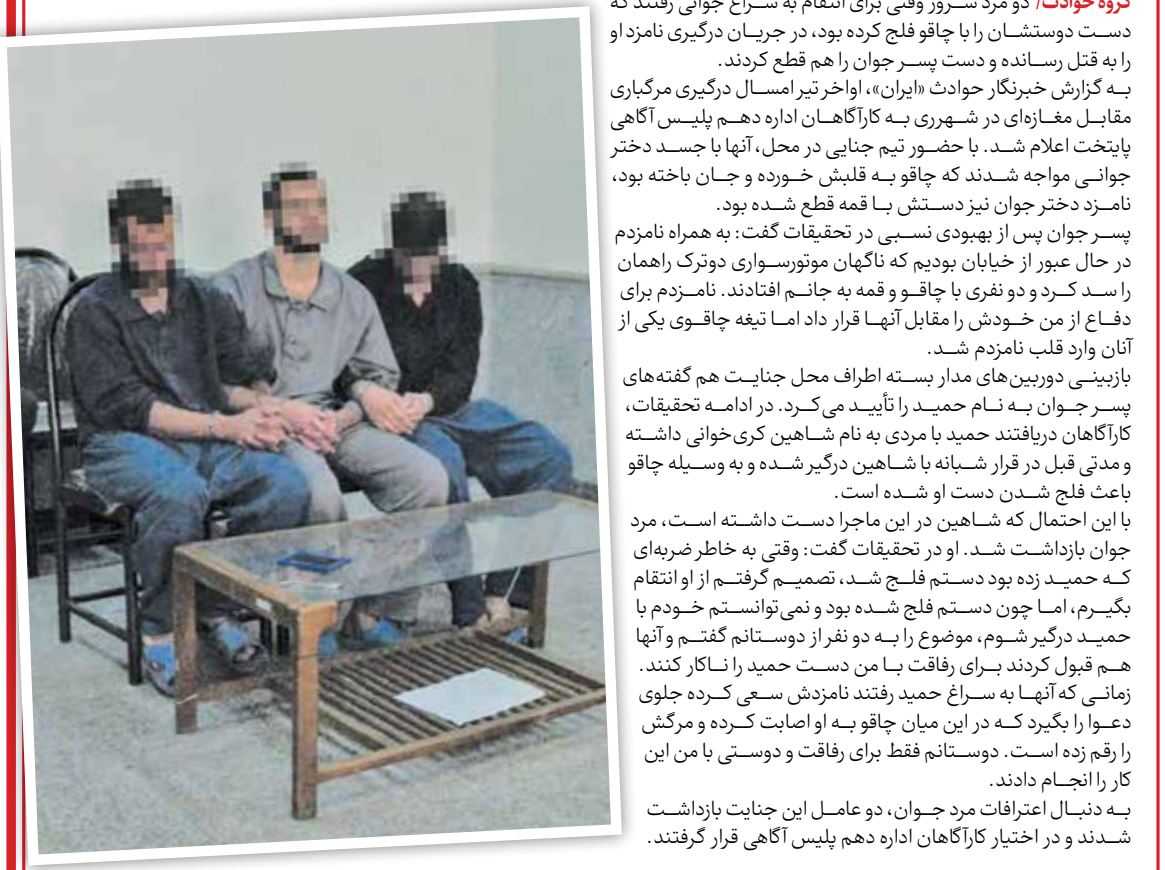 گروه حوادث/ دو مرد شرور وقتی برای انتقام به سراغ جوانی رفتند که
دست دوستشان را با چاقو فلج کرده بود، در جریان درگیری نامزد او
را به قتل رسانده و دست پسر جوان را هم قطع کردند.
به گزارش خبرنگار حوادث «ایران»، اواخر تیر امسال درگیری مرگباری
مقابل مغازه‌ای در شهرری به کارآگاهان اداره دهم پلیس آگاهی
پایتخت اعلام شد. با حضور تیم جنایی در محل، آنها با جسد دختر
جوانی مواجه شدند که چاقو به قلبش خورده و جان باخته بود،
نامزد دختر جوان نیز دستش با قمه قطع شده بود.
پسر جوان پس از بهبودی نسبی در تحقیقات گفت: به همراه نامزدم
در حال عبور از خیابان بودیم که ناگهان موتورسواری دوترک راهمان
را سد کرد و دو نفری با چاقو و قمه به جانم افتادند. نامزدم برای
دفاع از من خودش را مقابل آنها قرار داد اما تیغه چاقوی یکی از
آنان وارد قلب نامزدم شد.
بازبینی دوربین‌های مدار بسته اطراف محل جنایت هم گفته‌های
پسر جوان به نام حمید را تأیید می‌کرد. در ادامه تحقیقات،
کارآگاهان دریافتند حمید با مردی به نام شاهین کری‌خوانی داشته
و مدتی قبل در قرار شبانه با شاهین درگیر شده و به وسیله چاقو
باعث فلج شدن دست او شده است.
با این احتمال که شاهین در این ماجرا دست داشته است، مرد
جوان بازداشت شد. او در تحقیقات گفت: وقتی به خاطر ضربه‌ای
که حمید زده بود دستم فلج شد، تصمیم گرفتم از او انتقام
بگیرم، اما چون دستم فلج شده بود و نمی‌توانستم خودم با
حمید درگیر شوم، موضوع را به دو نفر از دوستانم گفتم و آنها
هم قبول کردند برای رفاقت با من دست حمید را ناکار کنند.
زمانی که آنها به سراغ حمید رفتند نامزدش سعی کرده جلوی
دعوا را بگیرد که در این میان چاقو به او اصابت کرده و مرگش
را رقم زده است. دوستانم فقط برای رفاقت و دوستی با من این
کار را انجام دادند.
به دنبال اعترافات مرد جوان، دو عامل این جنایت بازداشت
شدند و در اختیار کارآگاهان اداره دهم پلیس آگاهی قرار گرفتند.